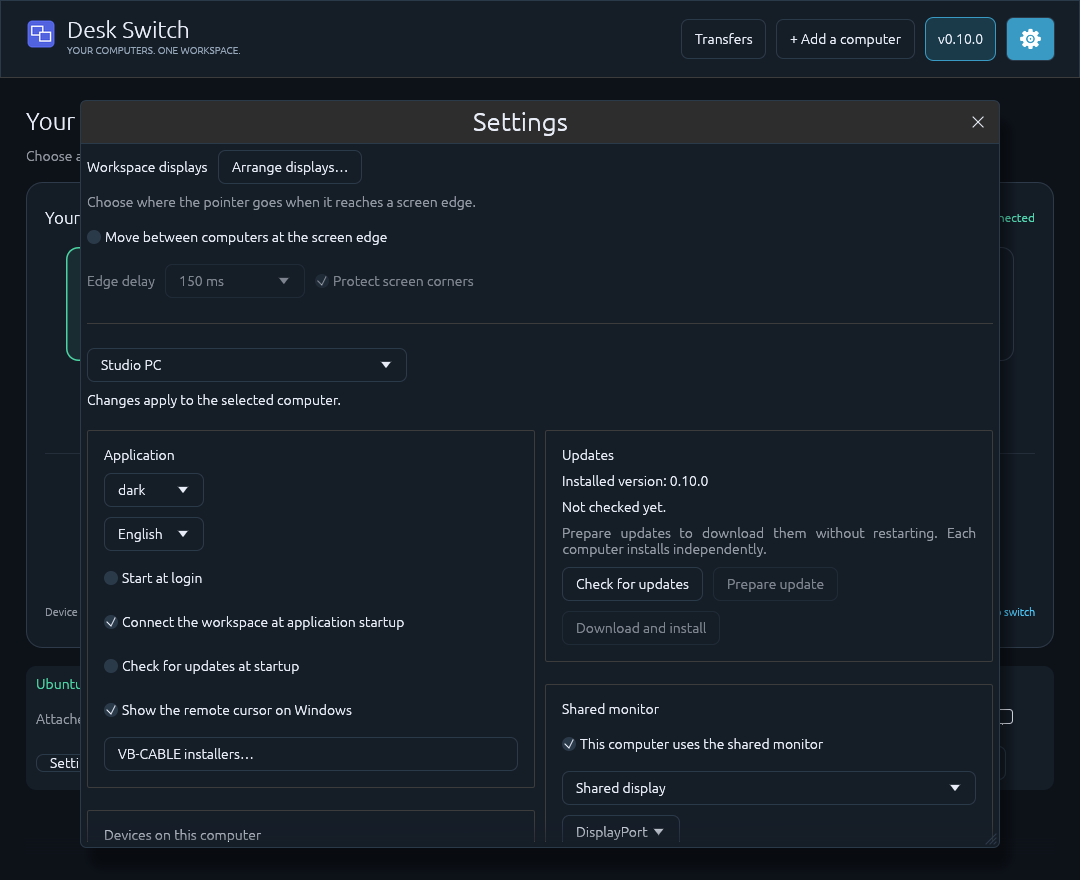 Desk Switch
YOUR COMPUTERS. ONE WORKSPACE.
Transfers
+ Add a computer
v0.10.0
Your
Choose a
Settings
Your
nected
Workspace displays
Arrange displays...
Choose where the pointer goes when it reaches a screen edge.
Move between computers at the screen edge
Edge delay
150 ms
Protect screen corners
Studio PC
Changes apply to the selected computer.
Application
dark
English
Start at login
Connect the workspace at application startup
Check for updates at startup
Show the remote cursor on Windows
VB-CABLE installers...
Devices on this computer
Updates
Installed version: 0.10.0
Not checked yet.
Prepare updates to download them without restarting. Each
computer installs independently.
Check for updates
Prepare update
Download and install
Shared monitor
This computer uses the shared monitor
Shared display
DisplayPort
Device
switch
Ubuntu
Attache
Setti